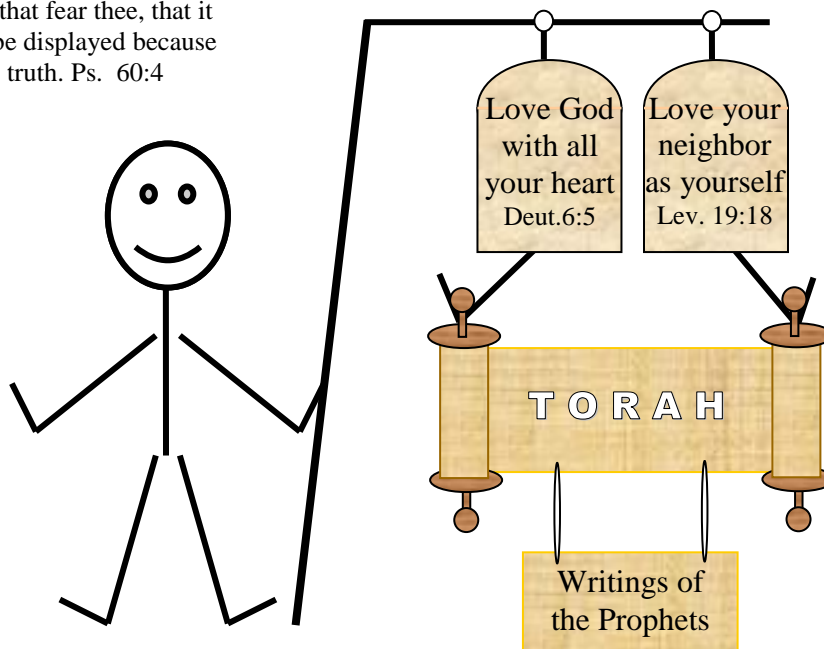 that fear thee, that it
be displayed because
truth. Ps. 60:4
Love God
with all
your heart
Deut.6:5
Love your
neighbor
as yourself
Lev. 19:18
T O R A H
Writings of
the Prophets